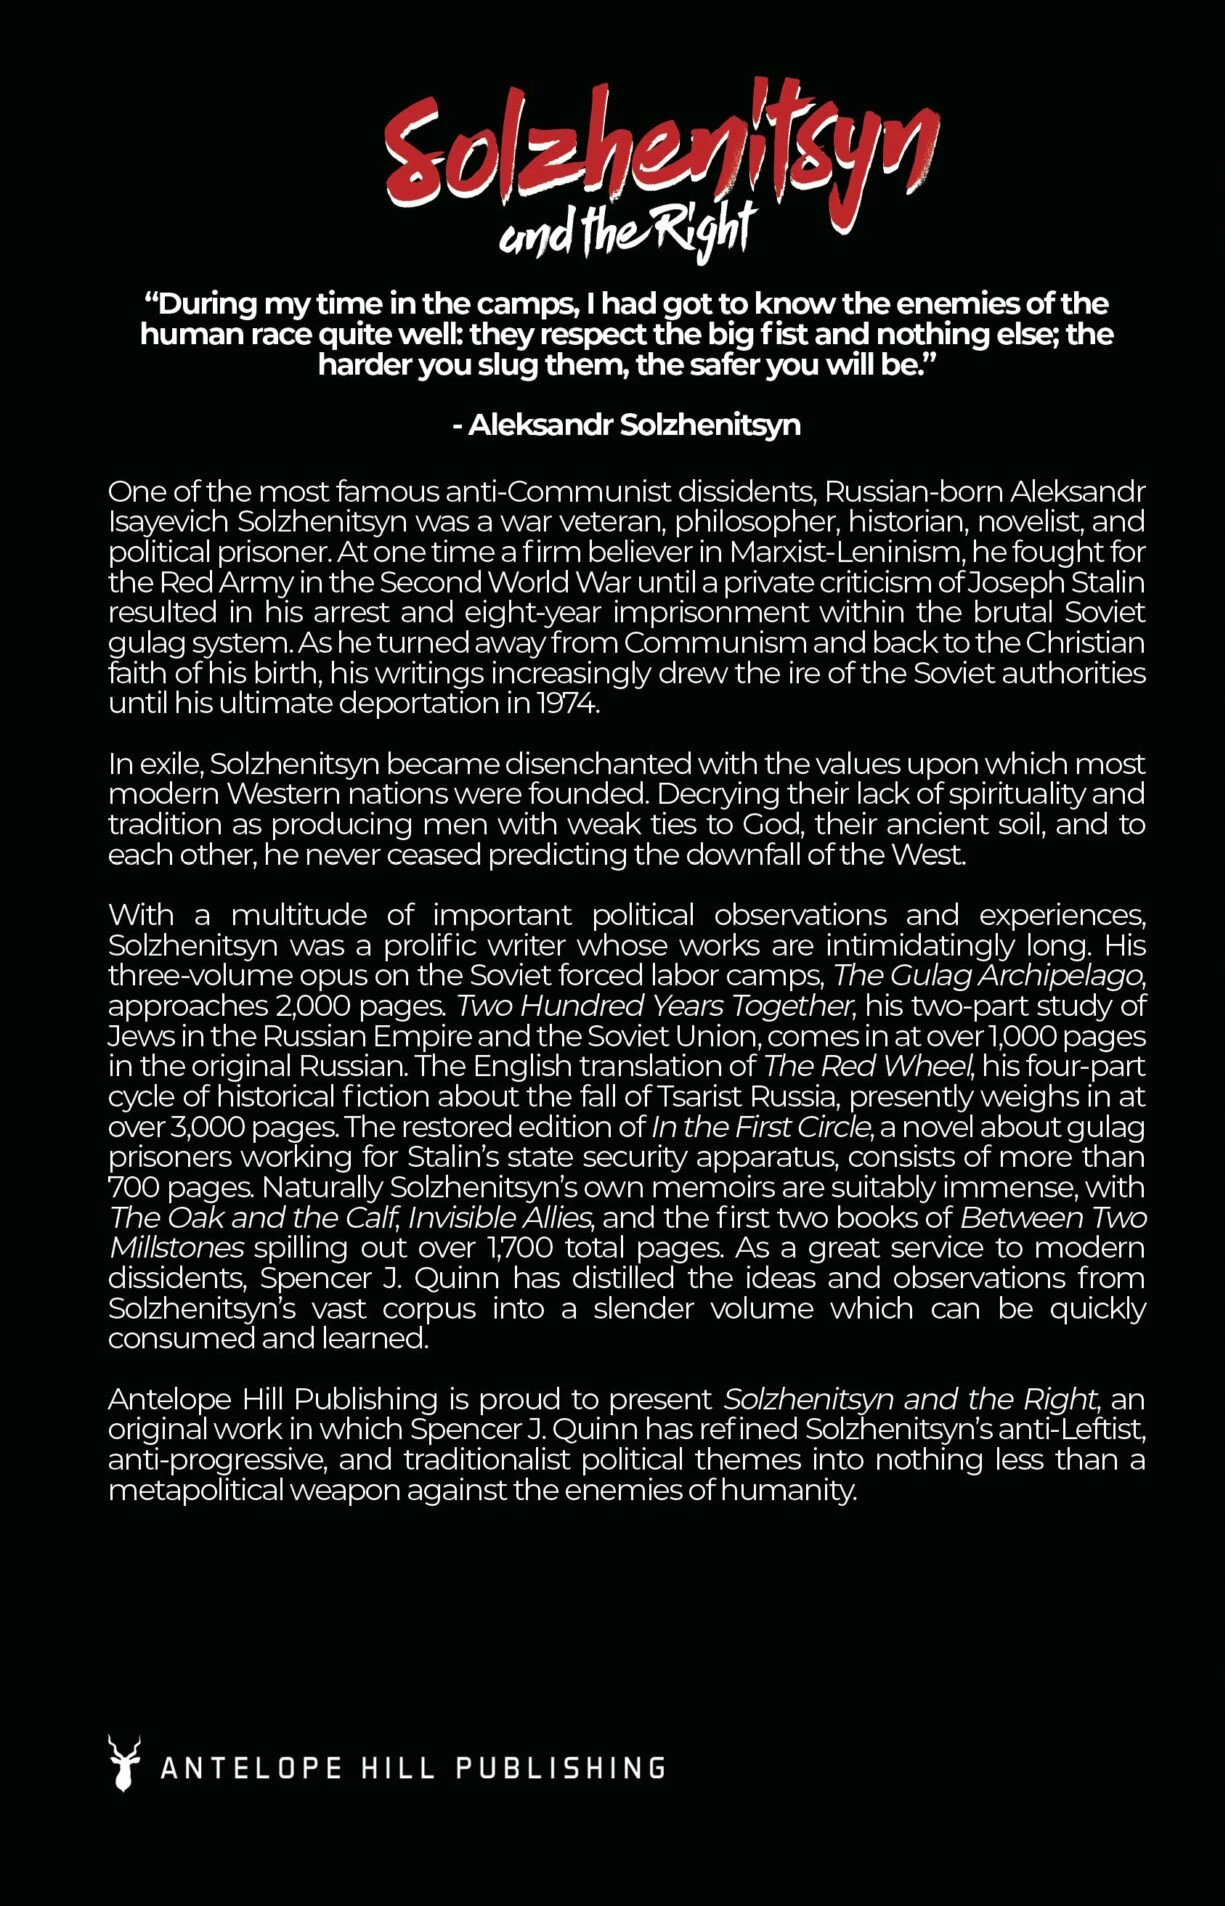 Solzhenitsyn
and the Right
“During my time in the camps, I had got to know the enemies of the
human race quite well: they respect the big fist and nothing else; the
harder you slug them, the safer you will be.”
- Aleksandr Solzhenitsyn
One of the most famous anti-Communist dissidents, Russian-born Aleksandr
Isayevich Solzhenitsyn was a war veteran, philosopher, historian, novelist, and
political prisoner. At one time a firm believer in Marxist-Leninism, he fought for
the Red Army in the Second World War until a private criticism of Joseph Stalin
resulted in his arrest and eight-year imprisonment within the brutal Soviet
gulag system. As he turned away from Communism and back to the Christian
faith of his birth, his writings increasingly drew the ire of the Soviet authorities
until his ultimate deportation in 1974.
In exile, Solzhenitsyn became disenchanted with the values upon which most
modern Western nations were founded. Decrying their lack of spirituality and
tradition as producing men with weak ties to God, their ancient soil, and to
each other, he never ceased predicting the downfall of the West.
With a multitude of important political observations and experiences,
Solzhenitsyn was a prolific writer whose works are intimidatingly long. His
three-volume opus on the Soviet forced labor camps, The Gulag Archipelago,
approaches 2,000 pages. Two Hundred Years Together, his two-part study of
Jews in the Russian Empire and the Soviet Union, comes in at over 1,000 pages
in the original Russian. The English translation of The Red Wheel, his four-part
cycle of historical fiction about the fall of Tsarist Russia, presently weighs in at
over 3,000 pages. The restored edition of In the First Circle, a novel about gulag
prisoners working for Stalin’s state security apparatus, consists of more than
700 pages. Naturally Solzhenitsyn’s own memoirs are suitably immense, with
The Oak and the Calf, Invisible Allies, and the first two books of Between Two
Millstones spilling out over 1,700 total pages. As a great service to modern
dissidents, Spencer J. Quinn has distilled the ideas and observations from
Solzhenitsyn’s vast corpus into a slender volume which can be quickly
consumed and learned.
Antelope Hill Publishing is proud to present Solzhenitsyn and the Right, an
original work in which Spencer J. Quinn has refined Solzhenitsyn’s anti-Leftist,
anti-progressive, and traditionalist political themes into nothing less than a
metapolitical weapon against the enemies of humanity.
ANTELOPE HILL PUBLISHING